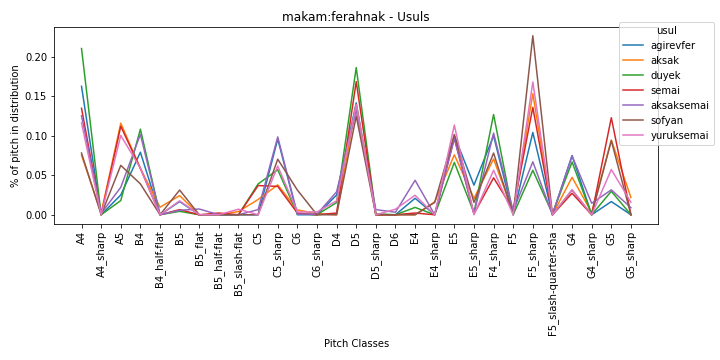 makam:ferahnak - Usuls
usul
agirevfer
aksak
duyek
semai
aksaksemai
sofyan
yuruksemai
% of pitch in distribution
0.20
0.15
0.10
0.05
0.00
A4
A4_sharp
A5
B4
B4_half-flat
B5
B5_flat
B5_half-flat
B5_slash-flat
C5
C5_sharp
C6
C6_sharp
D4
D5
D5_sharp
D6
E4
E4_sharp
E5
E5_sharp
F4_sharp
F5
F5_sharp
F5_slash-quarter-sha
G4
G4_sharp
G5
G5_sharp
Pitch Classes